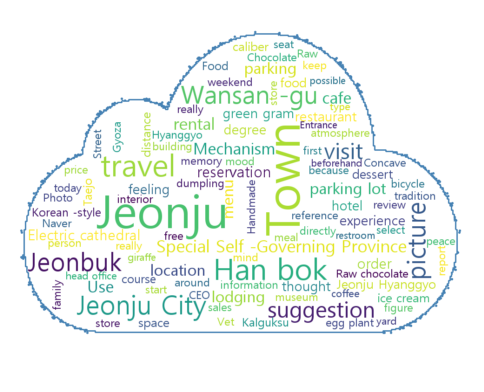 caliber seat
Chocolate Raw
Food parking keep
weekend store food possible
Wansan -gu cafe type
really green gram restaurant
Street Gyoza distance Hyanggyo rental degree Entrance
building Mechanism atmosphere
travel memory mood first visit beforehand Concave
price reservation because dessert
today Taejo feeling dumpling menu Handmade Town parking lot bicycle
Photo interior hotel review tradition
Korean -style Jeonju reference experience
Naver free directly restroom select
Electric cathedral meal picture peace
person really Special Self -Governing Province
Jeonbuk giraffe mind order report
location Han bok Raw chocolate Jeonju Hyanggyo
head office course around information thought
family Use start CEO lodging museum coffee ice cream
Jeonju City sales suggestion figure
store space Vet Kalguksu egg plant yard